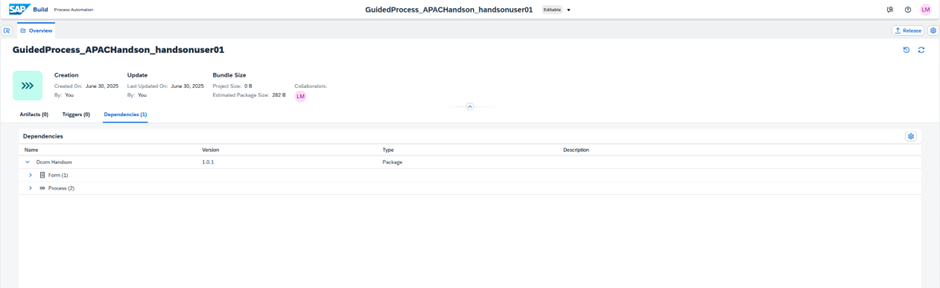 SAP Build Process Automation GuidedProcess_APACHandson_handsonuser01 Editable LM
Overview Release
GuidedProcess_APACHandson_handsonuser01
Creation Update Bundle Size
Created On: June 30, 2025 Last Updated On: June 30, 2025 Project Size: 0 B Collaborators:
By: You By: You Estimated Package Size: 282 B LM
Artifacts (0) Triggers (0) Dependencies (1)
Dependencies
Name Version Type Description
Dcom Handson 1.0.1 Package
Form (1)
Process (2)